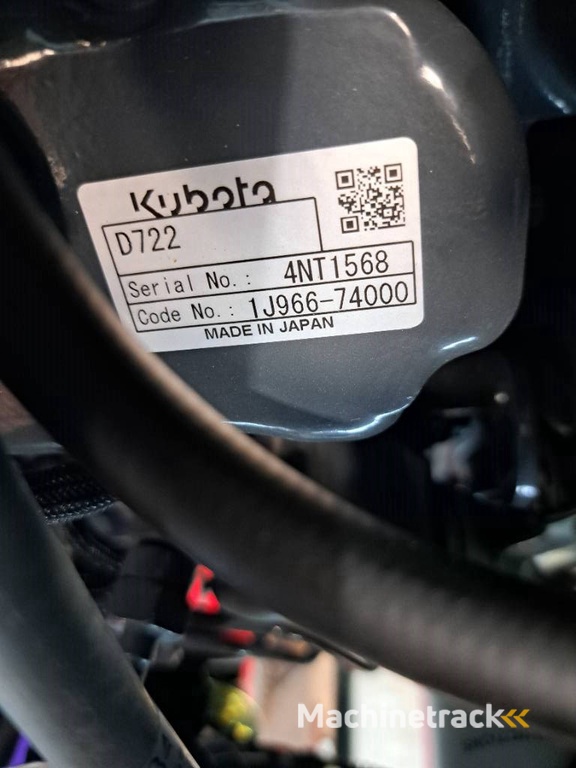 Kubota
D722
Serial No.: 4NT1568
Code No.: 1J966-74000
MADE IN JAPAN
Machinetrack